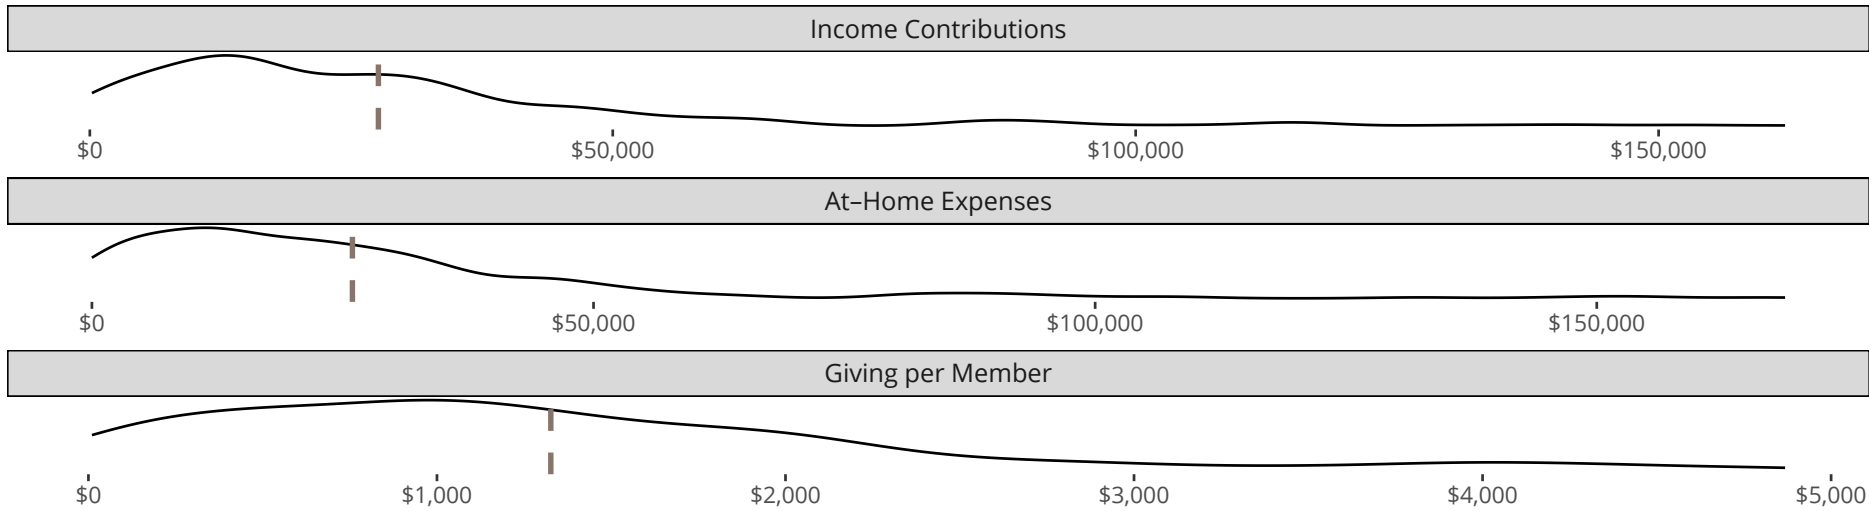 Income Contributions
$0 $50,000 $100,000 $150,000
At–Home Expenses
$0 $50,000 $100,000 $150,000
Giving per Member
$0 $1,000 $2,000 $3,000 $4,000 $5,000